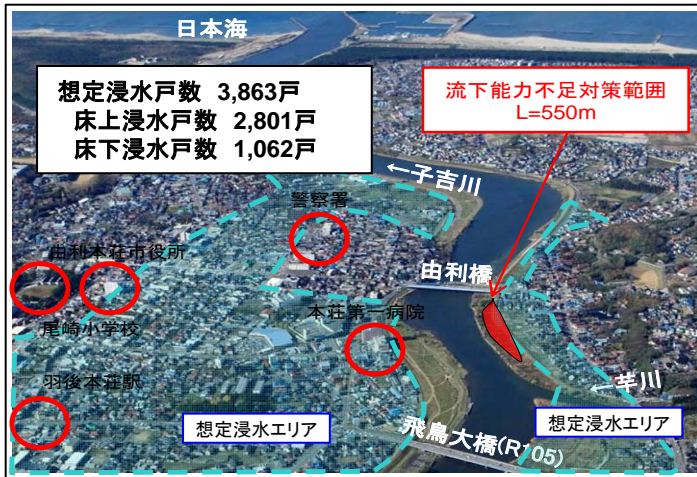 日本海
想定浸水戸数 3,863戸
床上浸水戸数 2,801戸
床下浸水戸数 1,062戸
流下能力不足対策範囲
L=550m
←子吉川
警察署
由利本荘市役所
由利橋
尾崎小学校
本荘第一病院
羽後本荘駅
←芋川
想定浸水エリア
想定浸水エリア
飛鳥大橋(R105)